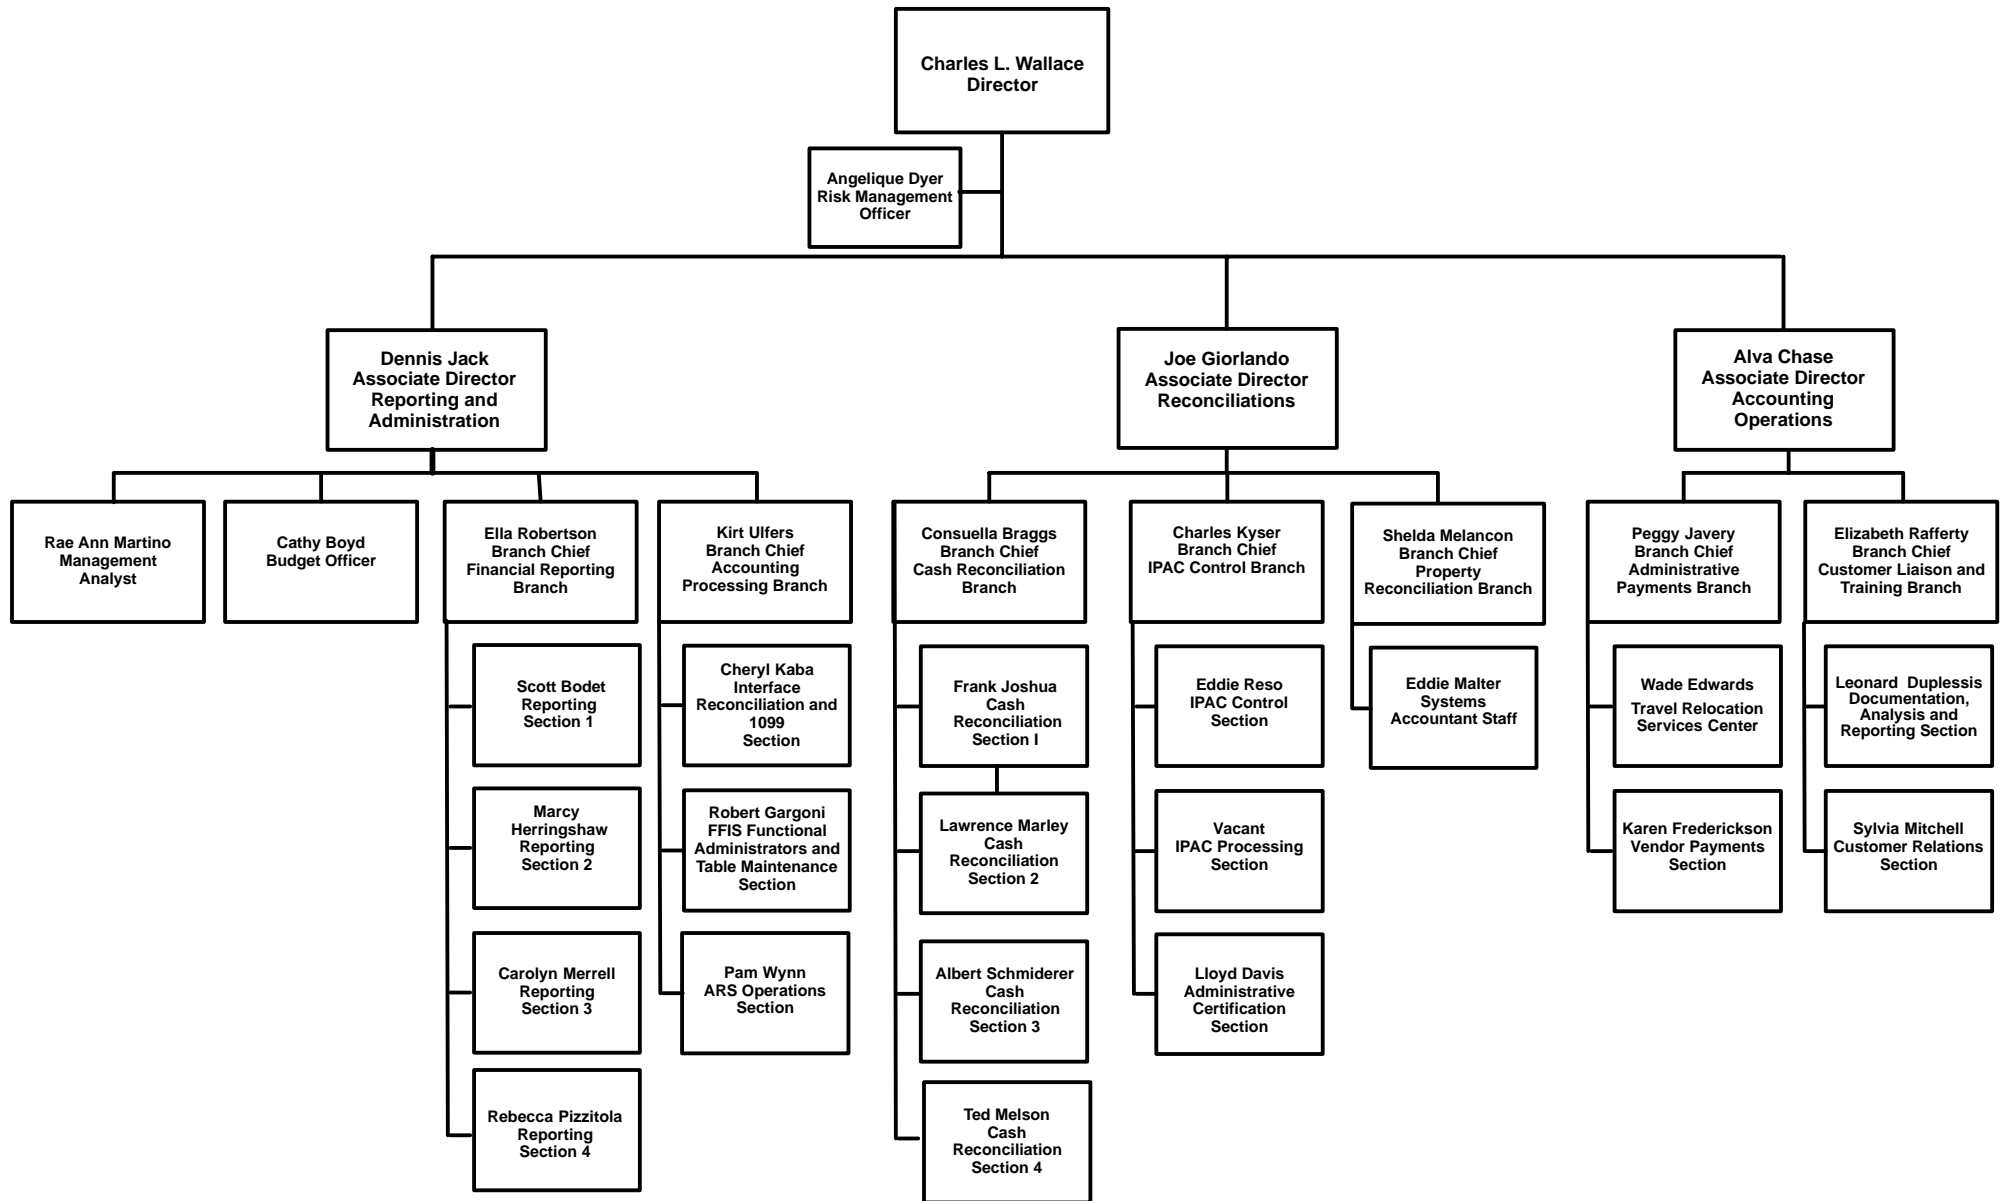 Charles L. Wallace
Director
Angelique Dyer
Risk Management
Officer
Dennis Jack
Associate Director
Reporting and
Administration
Joe Giorlando
Associate Director
Reconciliations
Alva Chase
Associate Director
Accounting
Operations
Rae Ann Martino
Management
Analyst
Cathy Boyd
Budget Officer
Ella Robertson
Branch Chief
Financial Reporting
Branch
Kirt Ulfers
Branch Chief
Accounting
Processing Branch
Consuella Braggs
Branch Chief
Cash Reconciliation
Branch
Charles Kyser
Branch Chief
IPAC Control Branch
Shelda Melancon
Branch Chief
Property
Reconciliation Branch
Peggy Javery
Branch Chief
Administrative
Payments Branch
Elizabeth Rafferty
Branch Chief
Customer Liaison and
Training Branch
Scott Bodet
Reporting
Section 1
Cheryl Kaba
Interface
Reconciliation and
1099
Section
Frank Joshua
Cash
Reconciliation
Section I
Eddie Reso
IPAC Control
Section
Eddie Malter
Systems
Accountant Staff
Wade Edwards
Travel Relocation
Services Center
Leonard Duplessis
Documentation,
Analysis and
Reporting Section
Marcy
Herringshaw
Reporting
Section 2
Robert Gargoni
FFIS Functional
Administrators and
Table Maintenance
Section
Lawrence Marley
Cash
Reconciliation
Section 2
Vacant
IPAC Processing
Section
Karen Frederickson
Vendor Payments
Section
Sylvia Mitchell
Customer Relations
Section
Carolyn Merrell
Reporting
Section 3
Pam Wynn
ARS Operations
Section
Albert Schmiderer
Cash
Reconciliation
Section 3
Lloyd Davis
Administrative
Certification
Section
Rebecca Pizzitola
Reporting
Section 4
Ted Melson
Cash
Reconciliation
Section 4